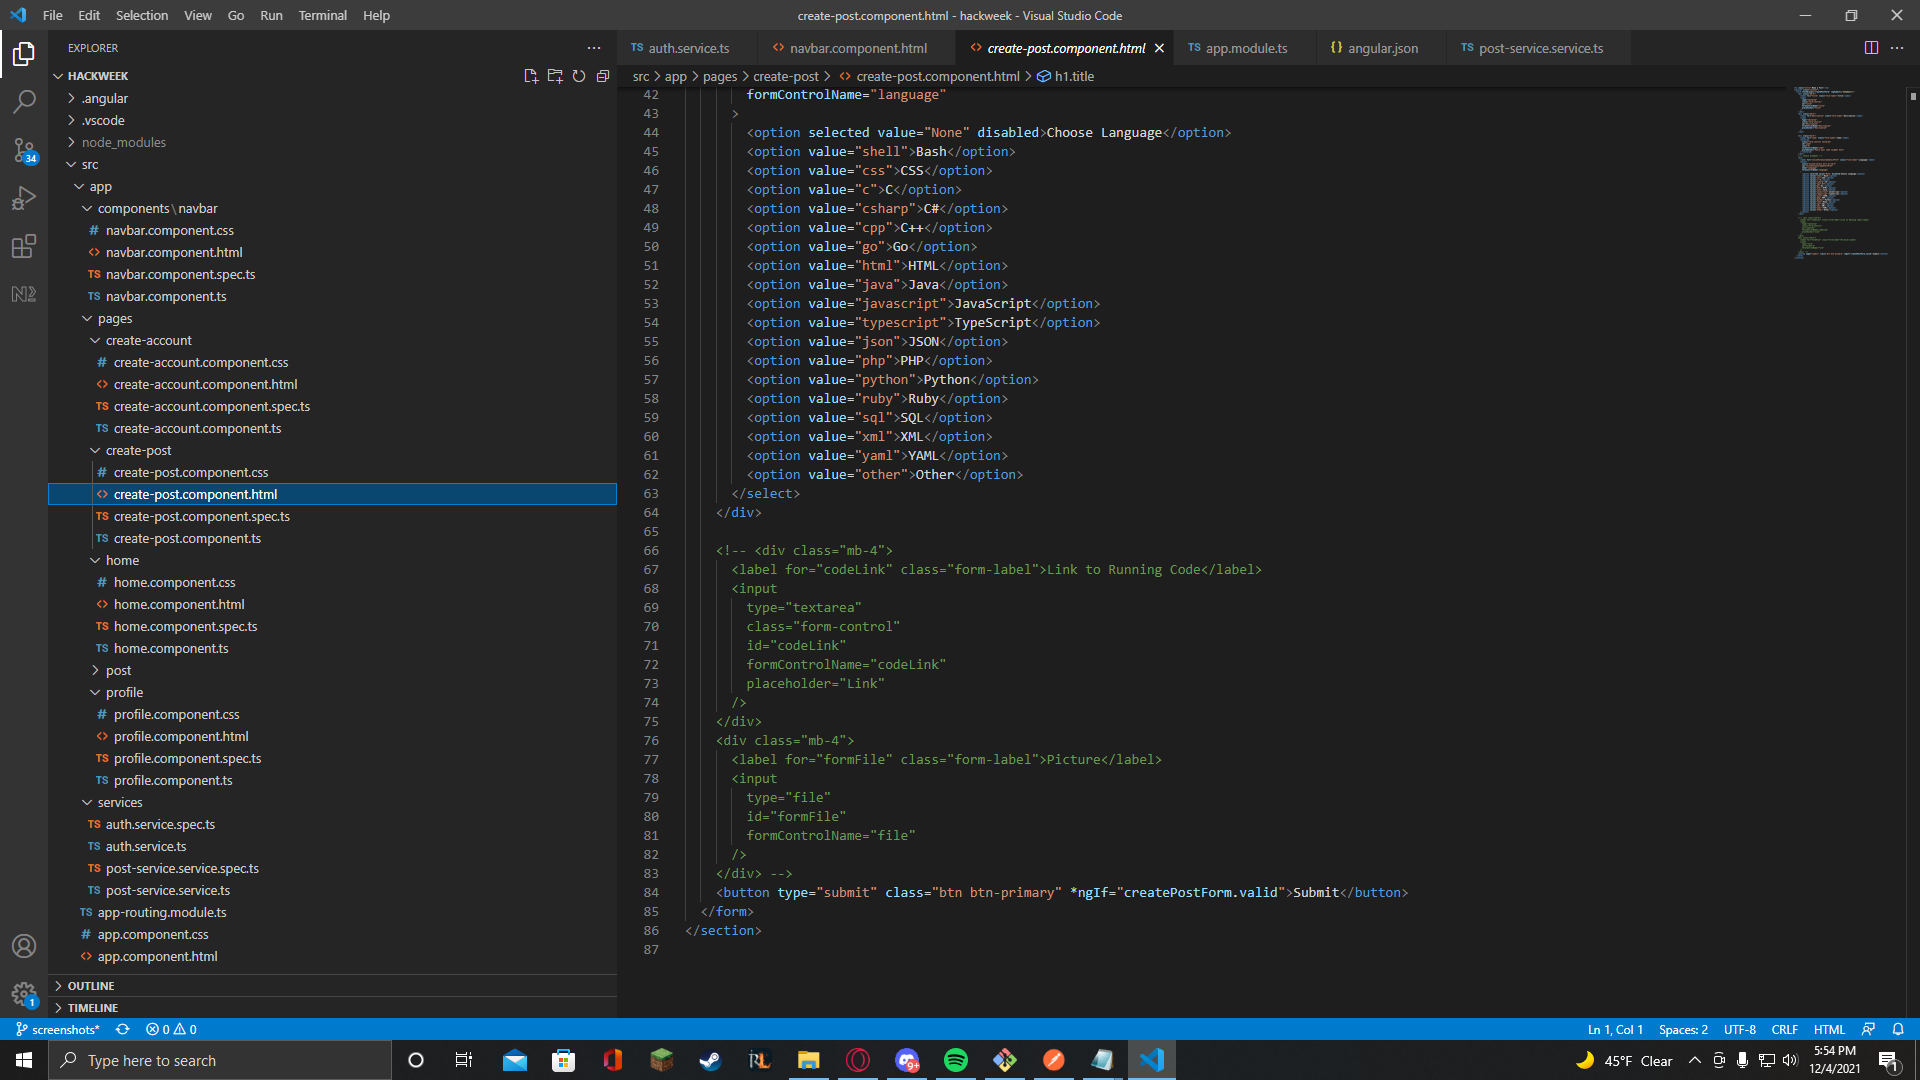 File Edit Selection View Go Run Terminal Help
create-post.component.html - hackweek - Visual Studio Code
EXPLORER
HACKWEEK
.angular
.vscode
node_modules
src
app
components\navbar
navbar.component.css
navbar.component.html
navbar.component.spec.ts
navbar.component.ts
pages
create-account
create-account.component.css
create-account.component.html
create-account.component.spec.ts
create-account.component.ts
create-post
create-post.component.css
create-post.component.html
create-post.component.spec.ts
create-post.component.ts
home
home.component.css
home.component.html
home.component.spec.ts
home.component.ts
post
profile
profile.component.css
profile.component.html
profile.component.spec.ts
profile.component.ts
services
auth.service.spec.ts
auth.service.ts
post-service.service.spec.ts
post-service.service.ts
app-routing.module.ts
app.component.css
app.component.html
OUTLINE
TIMELINE
34
1
TS auth.service.ts <> navbar.component.html <> create-post.component.html TS app.module.ts {} angular.json TS post-service.service.ts
src > app > pages > create-post > <> create-post.component.html > h1.title
42 formControlName="language"
43 >
44 <option selected value="None" disabled>Choose Language</option>
45 <option value="shell">Bash</option>
46 <option value="css">CSS</option>
47 <option value="c">C</option>
48 <option value="csharp">C#</option>
49 <option value="cpp">C++</option>
50 <option value="go">Go</option>
51 <option value="html">HTML</option>
52 <option value="java">Java</option>
53 <option value="javascript">JavaScript</option>
54 <option value="typescript">TypeScript</option>
55 <option value="json">JSON</option>
56 <option value="php">PHP</option>
57 <option value="python">Python</option>
58 <option value="ruby">Ruby</option>
59 <option value="sql">SQL</option>
60 <option value="xml">XML</option>
61 <option value="yaml">YAML</option>
62 <option value="other">Other</option>
63 </select>
64 </div>
65
66 <!-- <div class="mb-4">
67 <label for="codeLink" class="form-label">Link to Running Code</label>
68 <input
69 type="textarea"
70 class="form-control"
71 id="codeLink"
72 formControlName="codeLink"
73 placeholder="Link"
74 />
75 </div>
76 <div class="mb-4">
77 <label for="formFile" class="form-label">Picture</label>
78 <input
79 type="file"
80 id="formFile"
81 formControlName="file"
82 />
83 </div> -->
84 <button type="submit" class="btn btn-primary" *ngIf="createPostForm.valid">Submit</button>
85 </form>
86 </section>
87
screenshots* 0 0
Ln 1, Col 1 Spaces: 2 UTF-8 CRLF HTML
Type here to search
RL
9+
45°F Clear
5:54 PM
12/4/2021
1